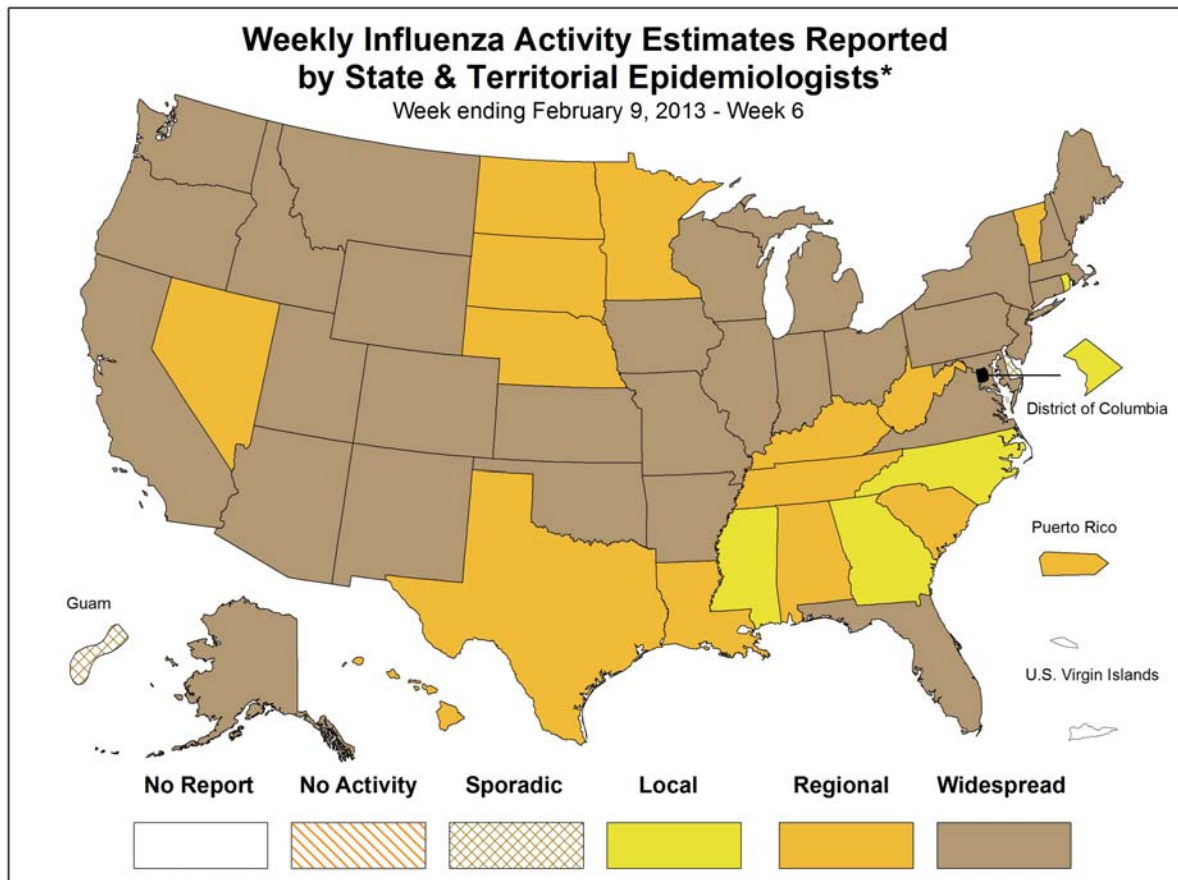 Weekly Influenza Activity Estimates Reported
by State & Territorial Epidemiologists*
Week ending February 9, 2013 - Week 6
District of Columbia
Puerto Rico
Guam
U.S. Virgin Islands
No Report No Activity Sporadic Local Regional Widespread